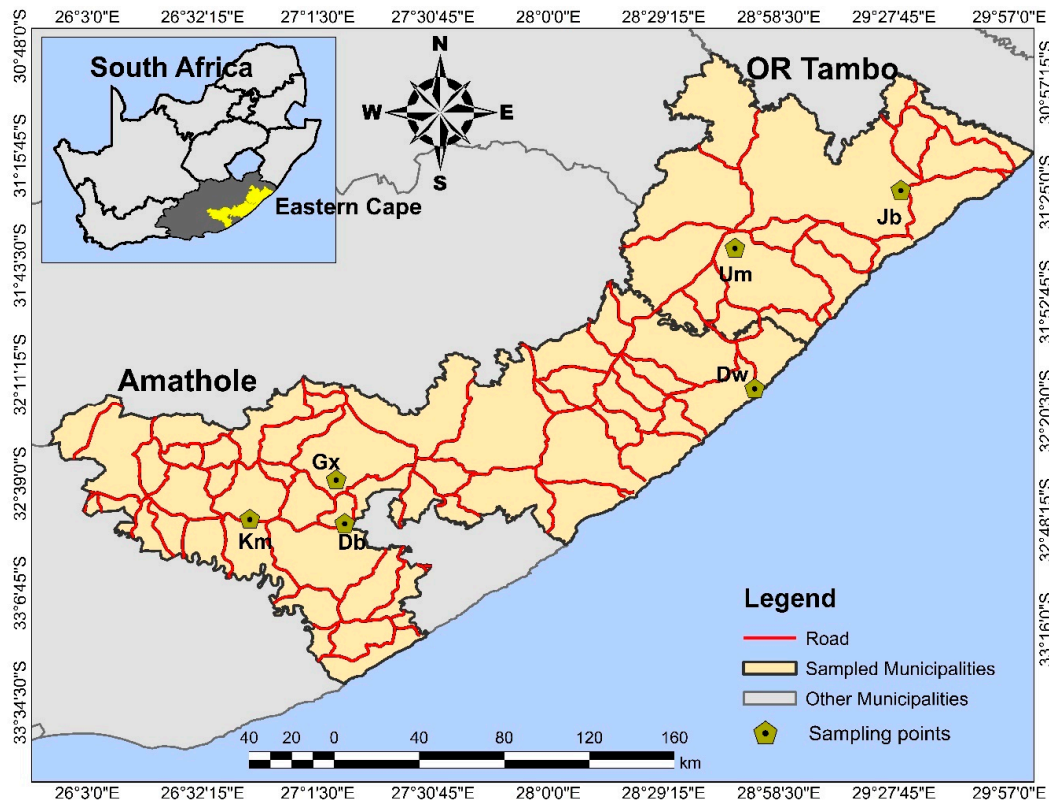 26°3'0"E 26°32'15"E 27°1'30"E 27°30'45"E 28°0'0"E 28°29'15"E 28°58'30"E 29°27'45"E 29°57'0"E
30°48'0"S
31°15'45"S
31°43'30"S
32°11'15"S
32°39'0"S
33°6'45"S
33°34'30"S
South Africa
Eastern Cape
N
W E
S
OR Tambo
Jb
Um
Dw
Amathole
Gx
Km
Db
30°57'15"S
31°25'0"S
31°52'45"S
32°20'30"S
32°48'15"S
33°16'0"S
Legend
Road
Sampled Municipalities
Other Municipalities
Sampling points
40 20 0 40 80 120 160
km
26°3'0"E 26°32'15"E 27°1'30"E 27°30'45"E 28°0'0"E 28°29'15"E 28°58'30"E 29°27'45"E 29°57'0"E